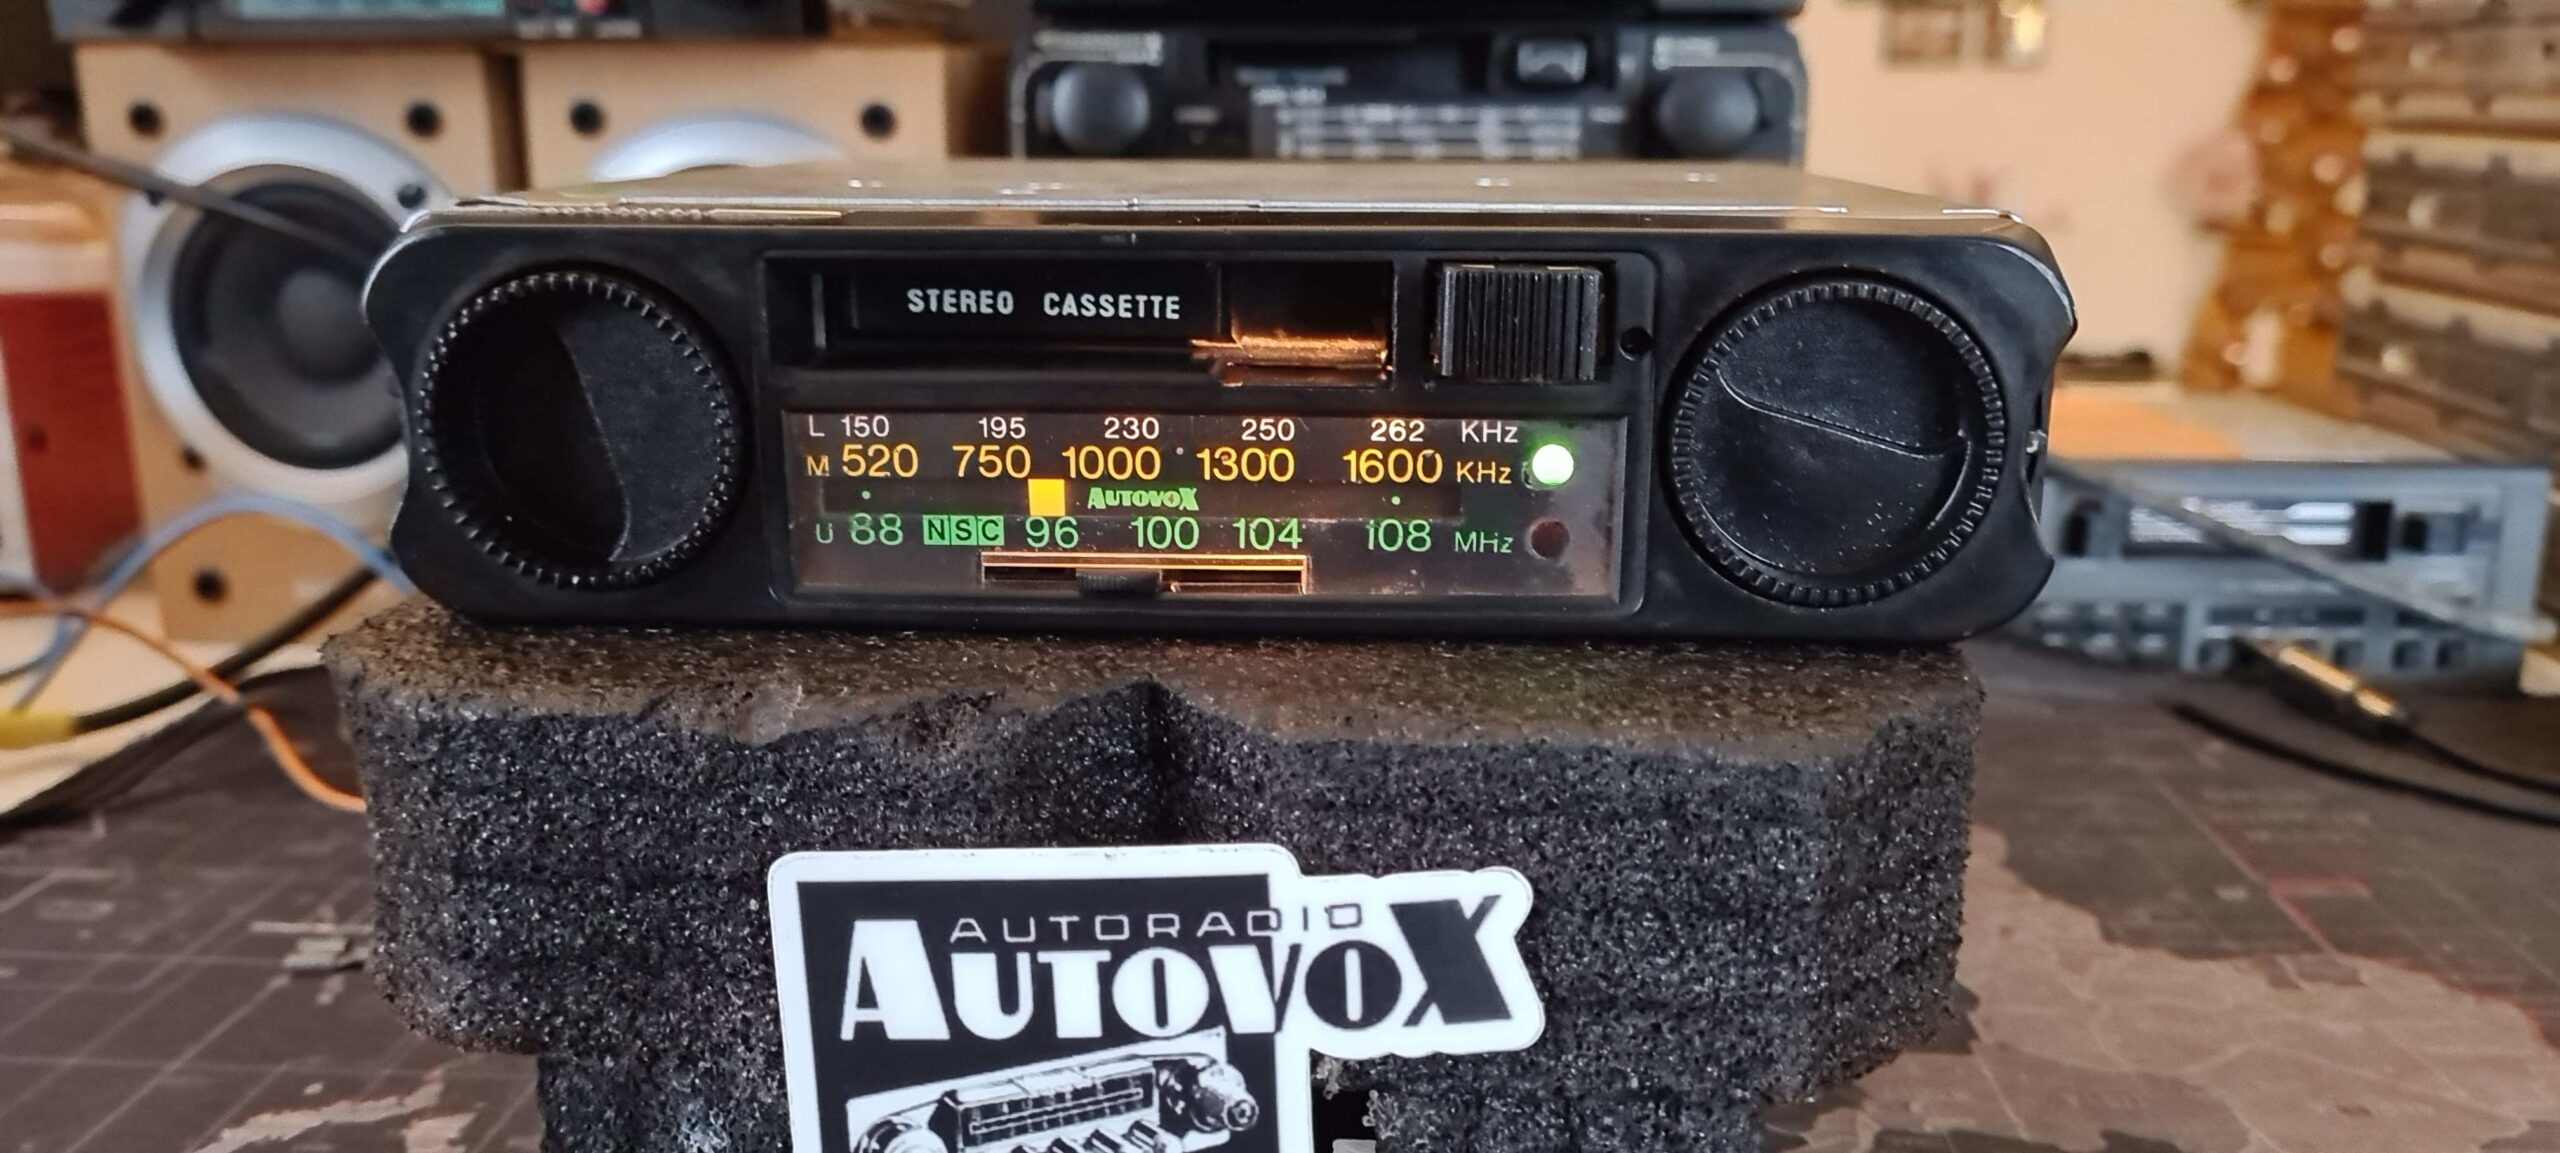 STEREO CASSETTE
L 150 195 230 250 262 KHz
M 520 750 1000 1300 1600 KHz
AUTOVOX
U 88 NSC 96 100 104 108 MHz
AUTORADIO
AUTOVOX